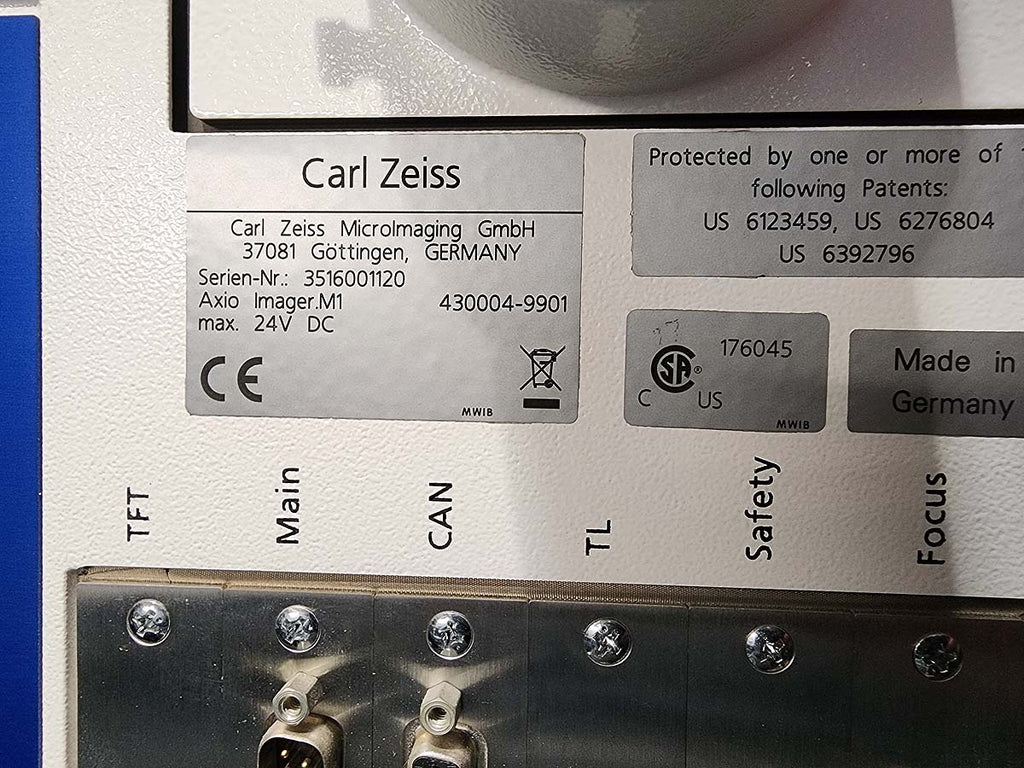 Carl Zeiss
Carl Zeiss MicroImaging GmbH
37081 Göttingen, GERMANY
Serien-Nr.: 3516001120
Axio Imager.M1 430004-9901
max. 24V DC
CE
MWIB
Protected by one or more of
following Patents:
US 6123459, US 6276804
US 6392796
176045
C SA® US
MWIB
Made in
Germany
TFT
Main
CAN
TL
Safety
Focus